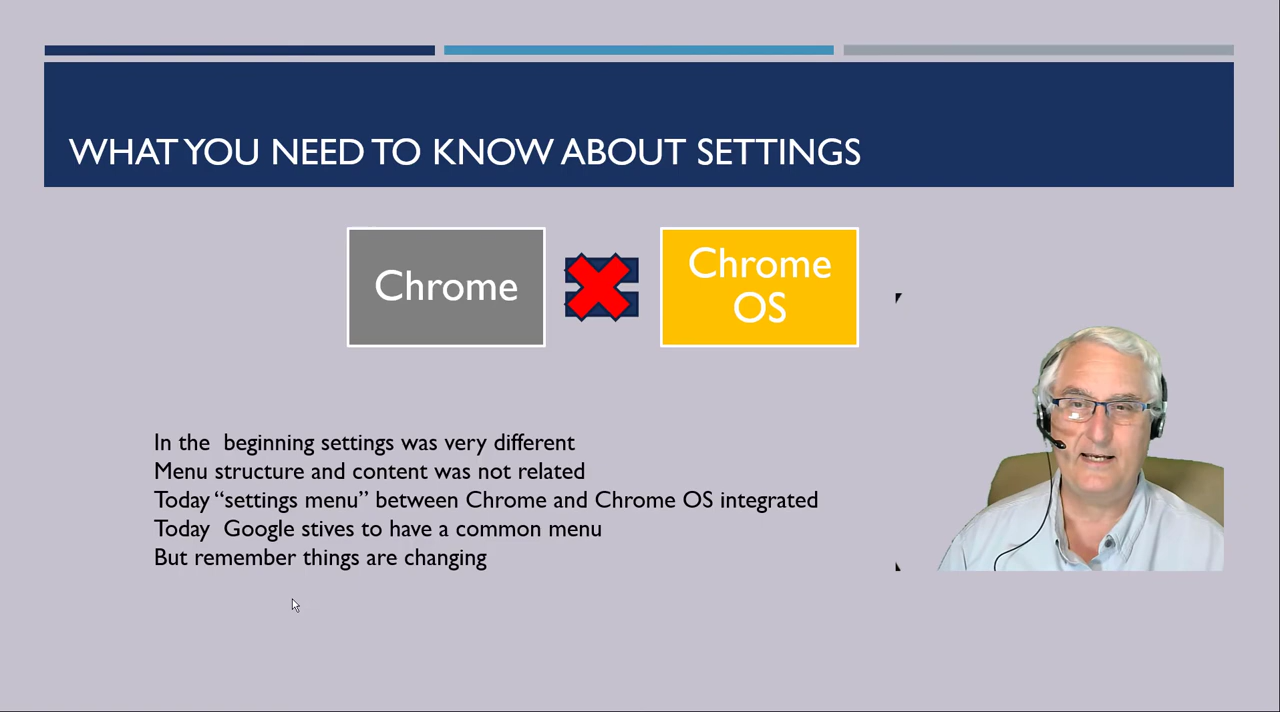 WHAT YOU NEED TO KNOW ABOUT SETTINGS
Chrome
Chrome
OS
In the  beginning settings was very different
Menu structure and content was not related
Today “settings menu” between Chrome and Chrome OS integrated
Today  Google stives to have a common menu
But remember things are changing